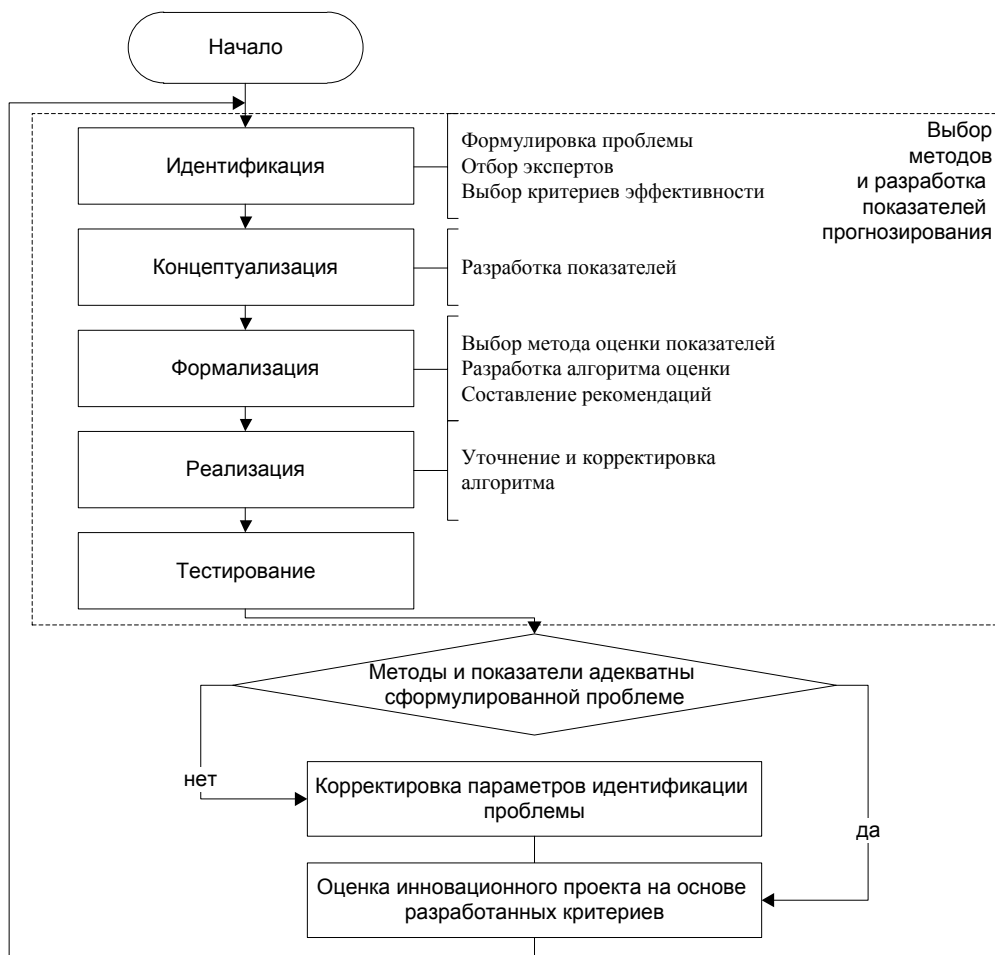 Начало
Идентификация
Формулировка проблемы
Отбор экспертов
Выбор критериев эффективности
Выбор
методов
и разработка
показателей
прогнозирования
Концептуализация
Разработка показателей
Формализация
Выбор метода оценки показателей
Разработка алгоритма оценки
Составление рекомендаций
Реализация
Уточнение и корректировка
алгоритма
Тестирование
Методы и показатели адекватны
сформулированной проблеме
нет
Корректировка параметров идентификации
проблемы
да
Оценка инновационного проекта на основе
разработанных критериев